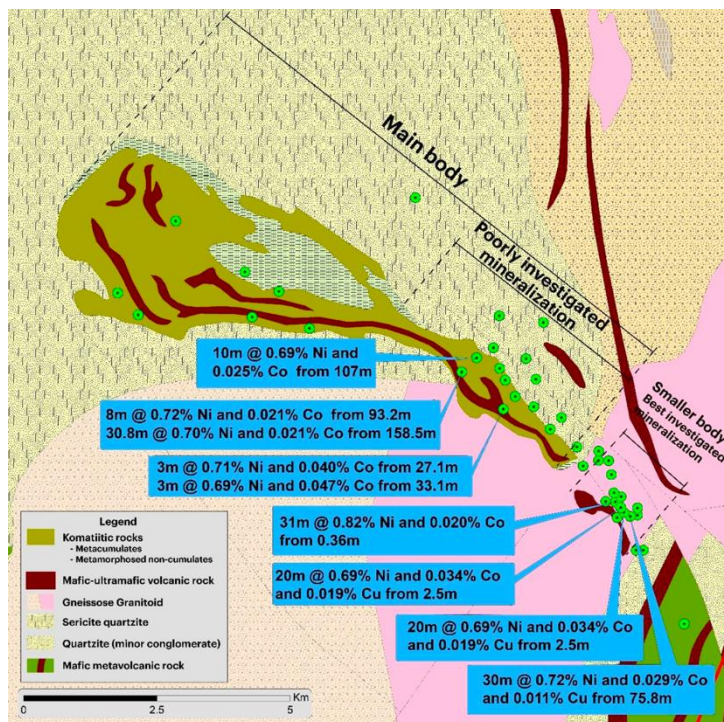 Main body
Poorly investigated
mineralization
Smaller body
Best investigated
mineralization
10m @ 0.69% Ni and
0.025% Co from 107m
8m @ 0.72% Ni and 0.021% Co from 93.2m
30.8m @ 0.70% Ni and 0.021% Co from 158.5m
3m @ 0.71% Ni and 0.040% Co from 27.1m
3m @ 0.69% Ni and 0.047% Co from 33.1m
31m @ 0.82% Ni and 0.020% Co
from 0.36m
20m @ 0.69% Ni and 0.034% Co
and 0.019% Cu from 2.5m
20m @ 0.69% Ni and 0.034% Co
and 0.019% Cu from 2.5m
30m @ 0.72% Ni and 0.029% Co
and 0.011% Cu from 75.8m
Legend
Komatiitic rocks
- Metacumulates
- Metamorphosed non-cumulates
Mafic-ultramafic volcanic rock
Gneissose Granitoid
Sericite quartzite
Quartzite (minor conglomerate)
Mafic metavolcanic rock
Km
0 2.5 5